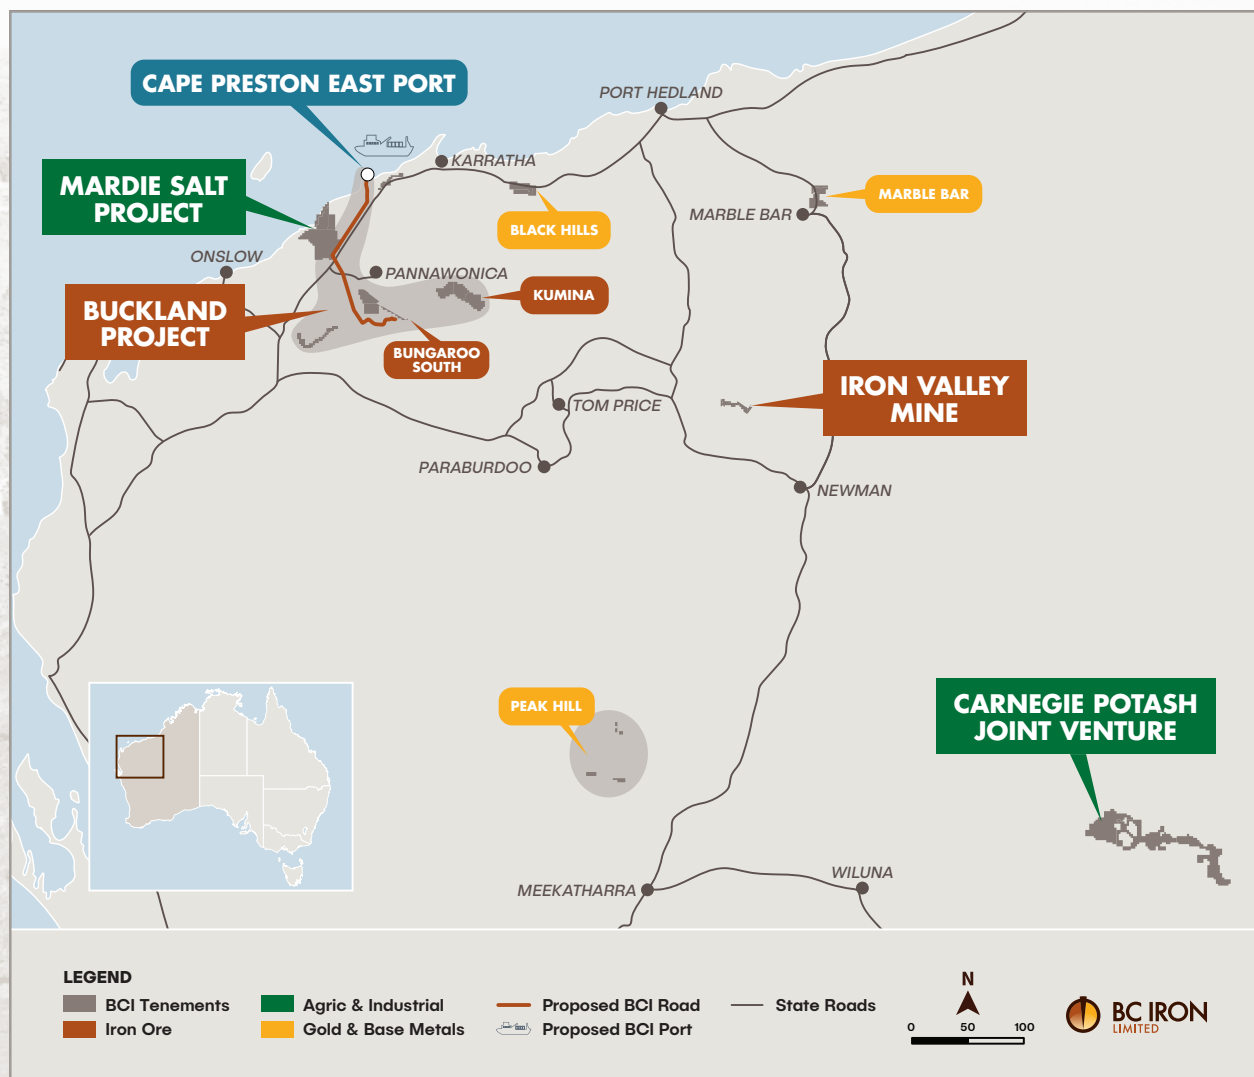 CAPE PRESTON EAST PORT
PORT HEDLAND
KARRATHA
MARDIE SALT
PROJECT
BLACK HILLS
MARBLE BAR
MARBLE BAR
ONSLOW
PANNAWONICA
KUMINA
BUCKLAND
PROJECT
BUNGAROO
SOUTH
IRON VALLEY
MINE
TOM PRICE
PARABURDOO
NEWMAN
PEAK HILL
CARNEGIE POTASH
JOINT VENTURE
MEEKATHARRA
WILUNA
LEGEND
BCI Tenements
Iron Ore
Agric & Industrial
Gold & Base Metals
Proposed BCI Road
Proposed BCI Port
State Roads
N
0 50 100
BC IRON
LIMITED